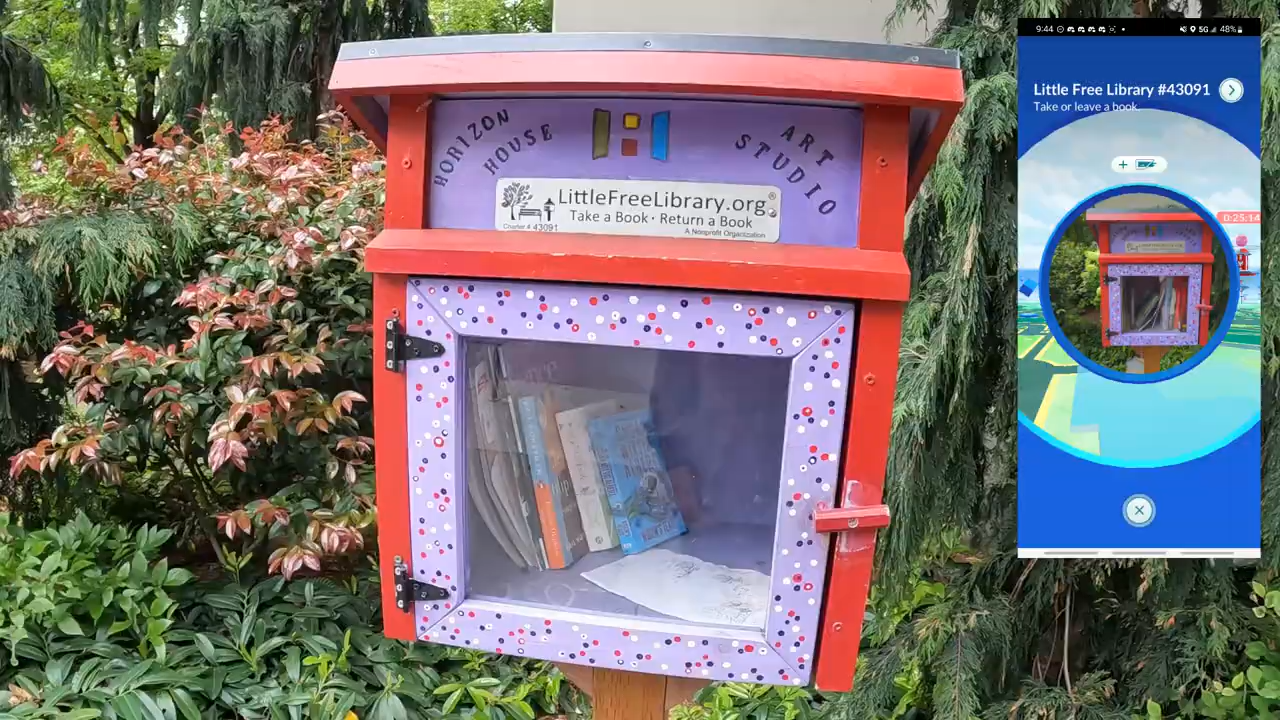 HORIZON
HOUSE
ART
STUDIO
LittleFreeLibrary.org
Take a Book · Return a Book
Charter # 43091
A Nonprofit Organization
9:44
5G
48%
Little Free Library #43091
Take or leave a book.
0:25:14